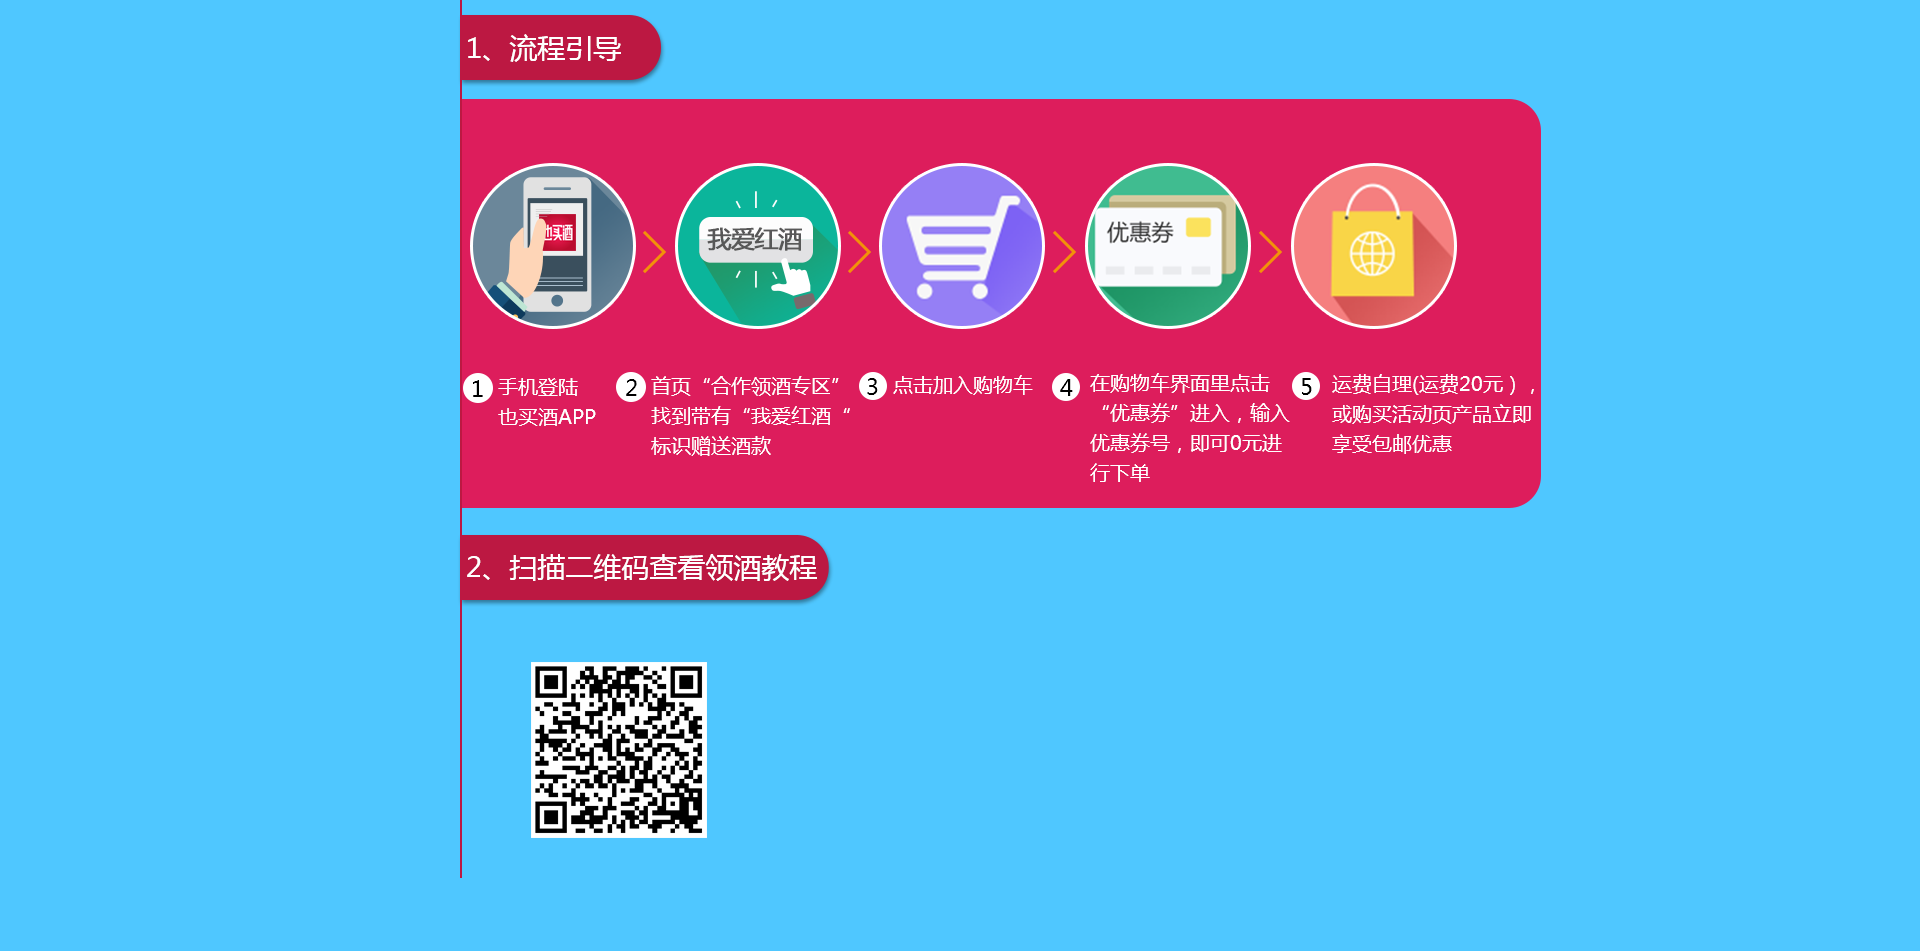 1、流程引导
也买酒
我爱红酒
优惠券
1 手机登陆
也买酒APP
2 首页“合作领酒专区”
找到带有“我爱红酒“
标识赠送酒款
3 点击加入购物车
4 在购物车界面里点击
“优惠券”进入，输入
优惠券号，即可0元进
行下单
5 运费自理(运费20元），
或购买活动页产品立即
享受包邮优惠
2、扫描二维码查看领酒教程